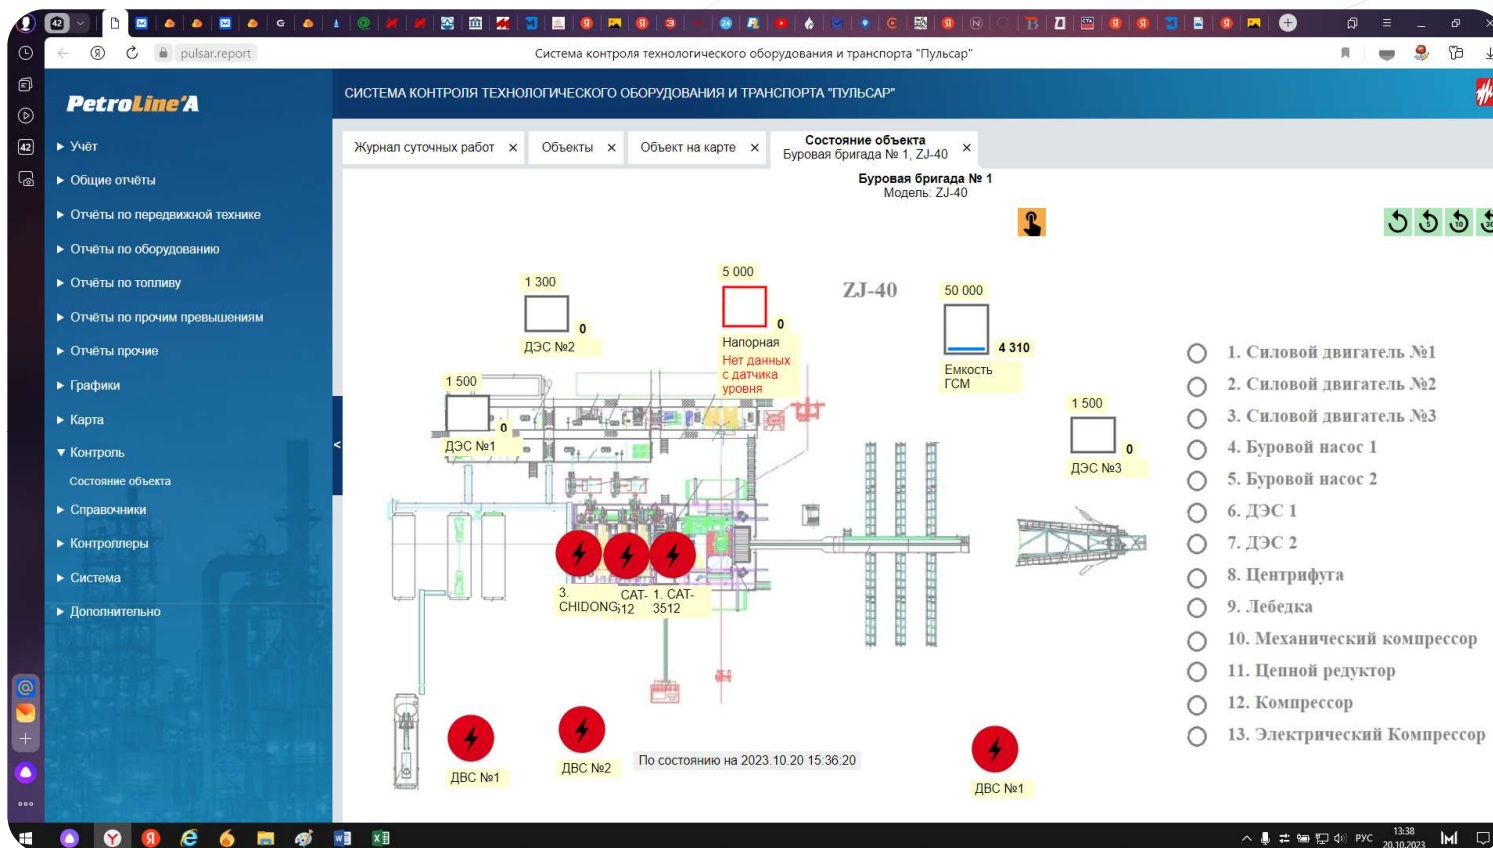 42
pulsar.report
Система контроля технологического оборудования и транспорта "Пульсар"
PetroLine'A
СИСТЕМА КОНТРОЛЯ ТЕХНОЛОГИЧЕСКОГО ОБОРУДОВАНИЯ И ТРАНСПОРТА "ПУЛЬСАР"
42
Учёт
Общие отчёты
Отчёты по передвижной технике
Отчёты по оборудованию
Отчёты по топливу
Отчёты по прочим превышениям
Отчёты прочие
Графики
Карта
Контроль
Состояние объекта
Справочники
Контроллеры
Система
Дополнительно
Журнал суточных работ
Объекты
Объект на карте
Состояние объекта
Буровая бригада № 1, ZJ-40
Буровая бригада № 1
Модель: ZJ-40
5
10
30
1 300
0
ДЭС №2
5 000
0
Напорная
Нет данных
с датчика
уровня
ZJ-40
50 000
4 310
Емкость
ГСМ
1 500
0
ДЭС №1
1 500
0
ДЭС №3
3.
CHIDONG
CAT-
12
1. CAT-
3512
ДВС №1
ДВС №2
По состоянию на 2023.10.20 15:36:20
ДВС №1
1. Силовой двигатель №1
2. Силовой двигатель №2
3. Силовой двигатель №3
4. Буровой насос 1
5. Буровой насос 2
6. ДЭС 1
7. ДЭС 2
8. Центрифуга
9. Лебедка
10. Механический компрессор
11. Цепной редуктор
12. Компрессор
13. Электрический Компрессор
РУС
13:38
20.10.2023